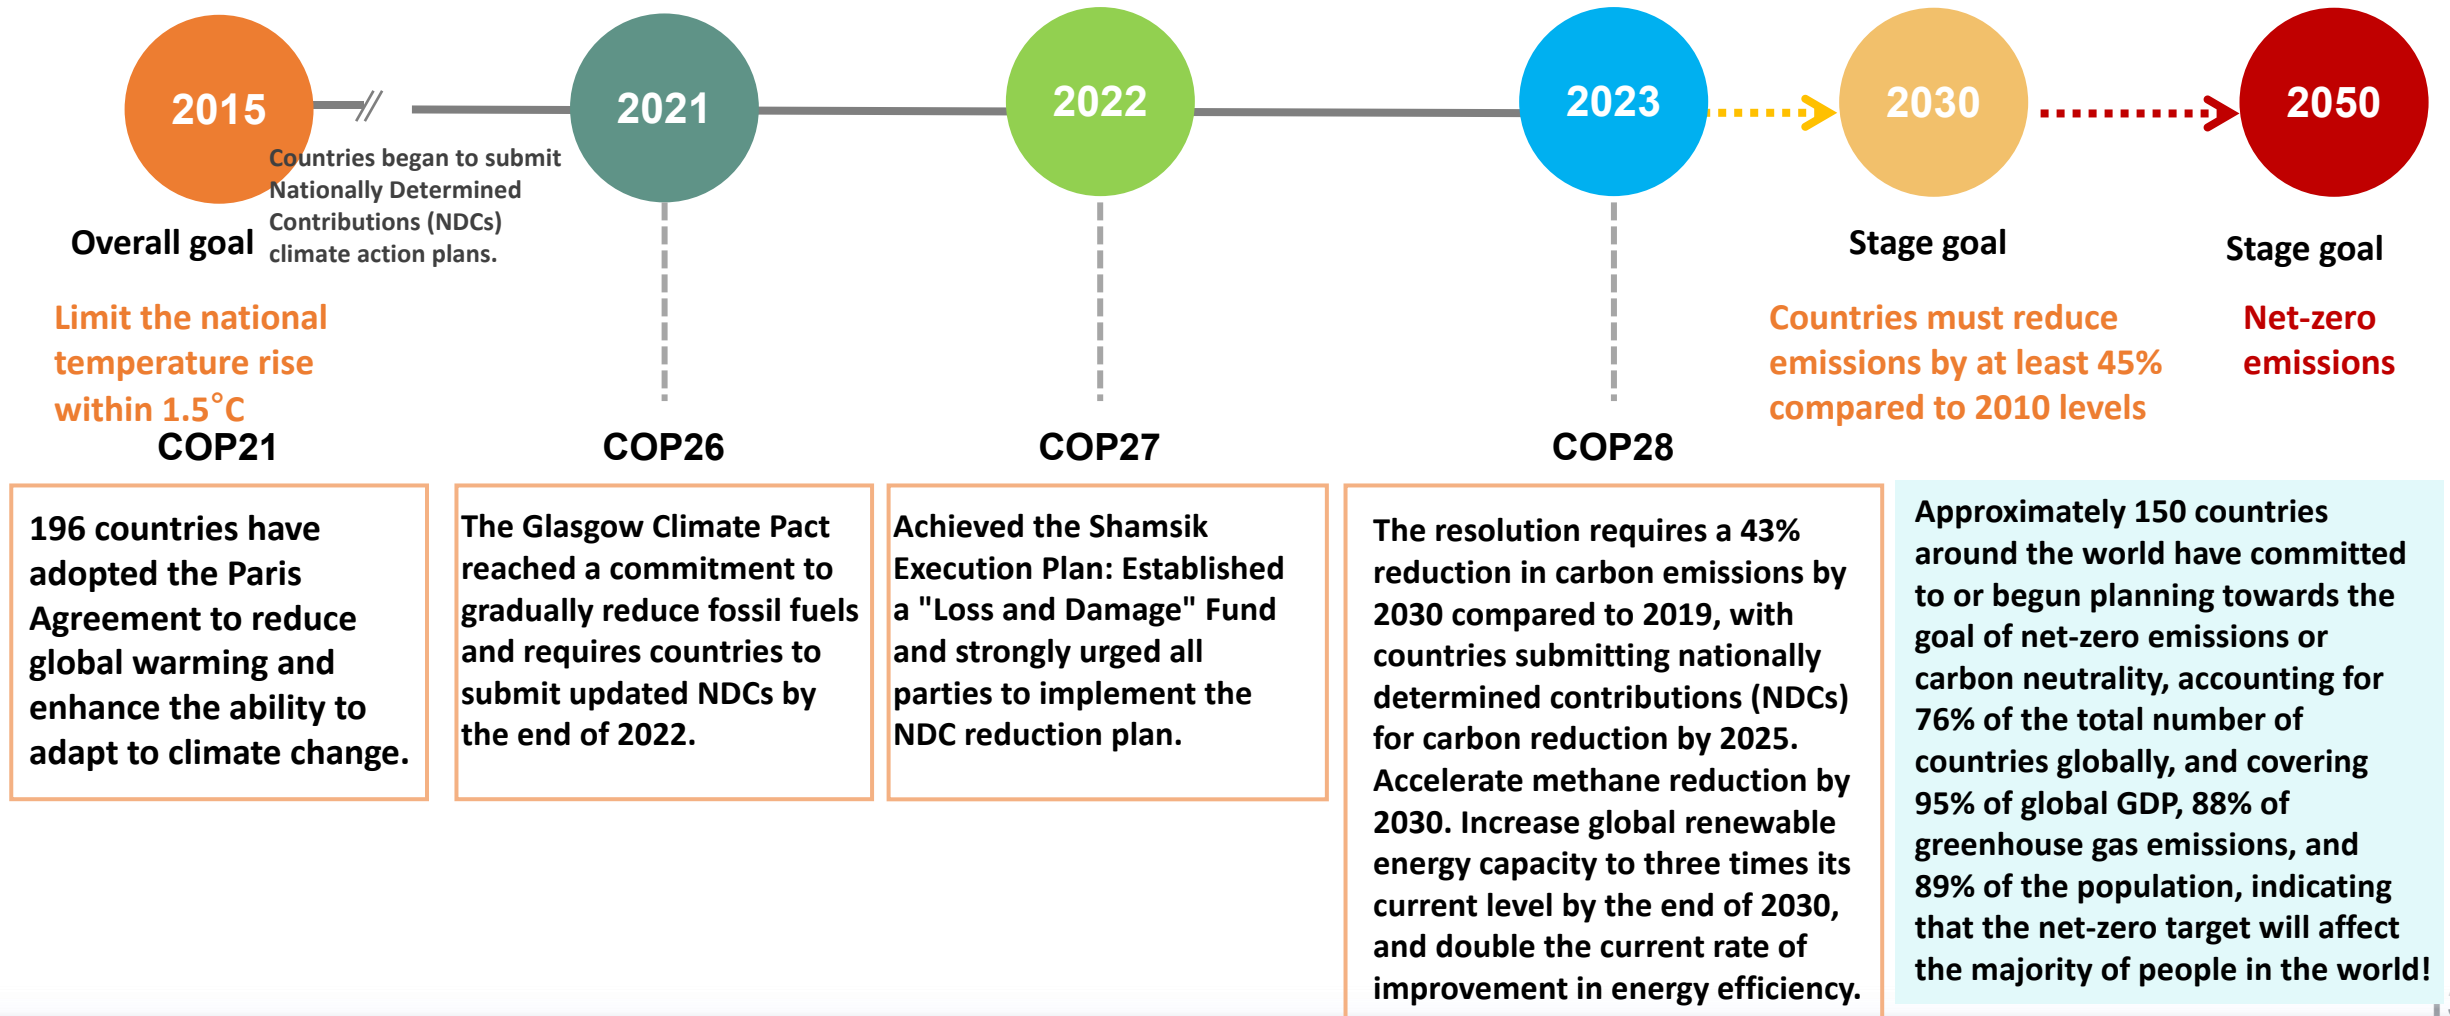 2015
2021
2022
2023
2030
2050
Countries began to submit
Nationally Determined
Contributions (NDCs)
climate action plans.
Overall goal
Limit the national
temperature rise
within 1.5°C
Stage goal
Countries must reduce
emissions by at least 45%
compared to 2010 levels
Stage goal
Net-zero
emissions
COP21
196 countries have
adopted the Paris
Agreement to reduce
global warming and
enhance the ability to
adapt to climate change.
COP26
The Glasgow Climate Pact
reached a commitment to
gradually reduce fossil fuels
and requires countries to
submit updated NDCs by
the end of 2022.
COP27
Achieved the Shamsik
Execution Plan: Established
a "Loss and Damage" Fund
and strongly urged all
parties to implement the
NDC reduction plan.
COP28
The resolution requires a 43%
reduction in carbon emissions by
2030 compared to 2019, with
countries submitting nationally
determined contributions (NDCs)
for carbon reduction by 2025.
Accelerate methane reduction by
2030. Increase global renewable
energy capacity to three times its
current level by the end of 2030,
and double the current rate of
improvement in energy efficiency.
Approximately 150 countries
around the world have committed
to or begun planning towards the
goal of net-zero emissions or
carbon neutrality, accounting for
76% of the total number of
countries globally, and covering
95% of global GDP, 88% of
greenhouse gas emissions, and
89% of the population, indicating
that the net-zero target will affect
the majority of people in the world!